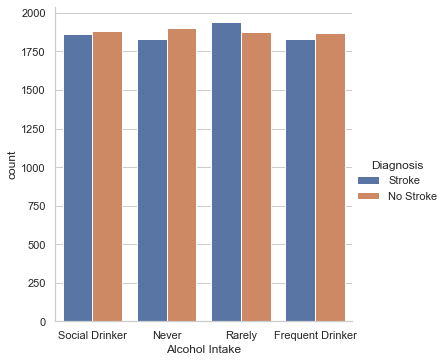 2000
1750
1500
1250
1000
750
500
250
0
count
Social Drinker
Never
Rarely
Frequent Drinker
Alcohol Intake
Diagnosis
Stroke
No Stroke